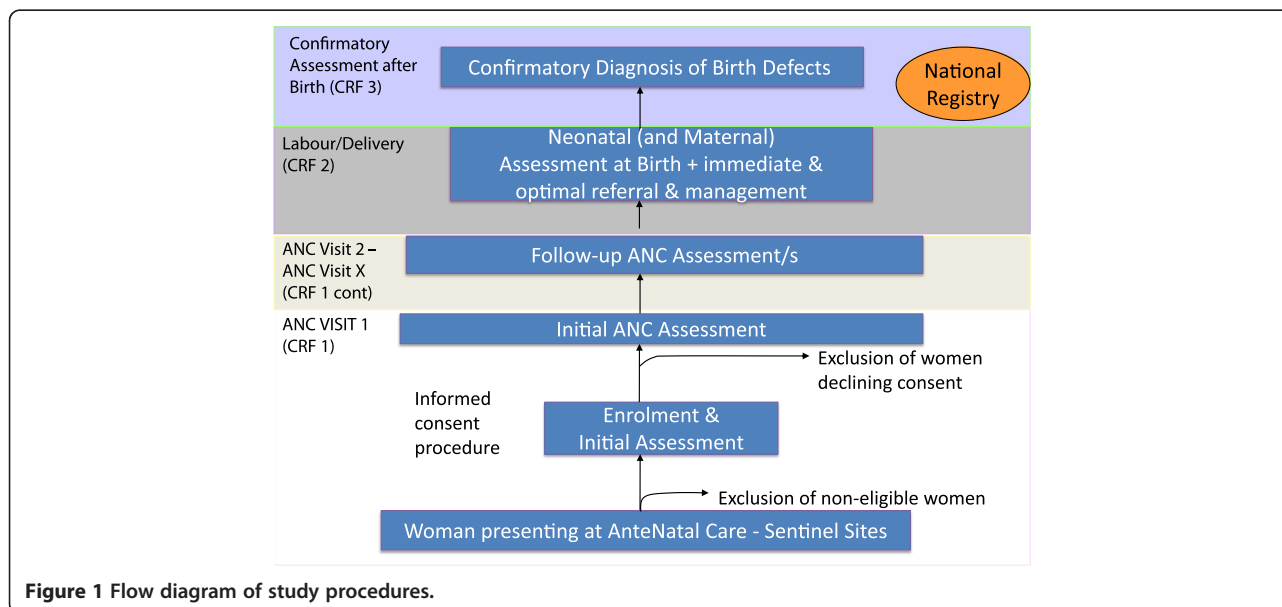 Confirmatory
Assessment after
Birth (CRF 3)
Confirmatory Diagnosis of Birth Defects
National
Registry
Labour/Delivery
(CRF 2)
Neonatal (and Maternal)
Assessment at Birth + immediate &
optimal referral & management
ANC Visit 2 –
ANC Visit X
(CRF 1 cont)
Follow-up ANC Assessment/s
ANC VISIT 1
(CRF 1)
Initial ANC Assessment
Exclusion of women
declining consent
Informed
consent
procedure
Enrolment &
Initial Assessment
Exclusion of non-eligible women
Woman presenting at AnteNatal Care - Sentinel Sites
Figure 1 Flow diagram of study procedures.